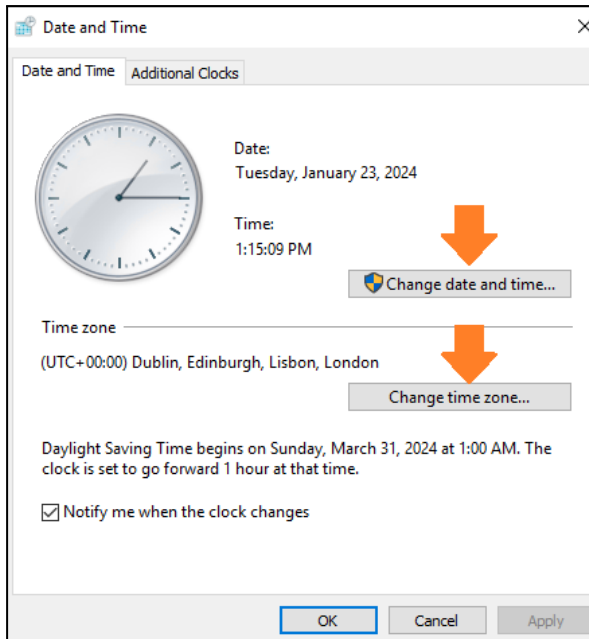 Date and Time
Date and Time
Additional Clocks
Date:
Tuesday, January 23, 2024
Time:
1:15:09 PM
Change date and time...
Time zone
(UTC+00:00) Dublin, Edinburgh, Lisbon, London
Change time zone...
Daylight Saving Time begins on Sunday, March 31, 2024 at 1:00 AM. The
clock is set to go forward 1 hour at that time.
Notify me when the clock changes
OK
Cancel
Apply